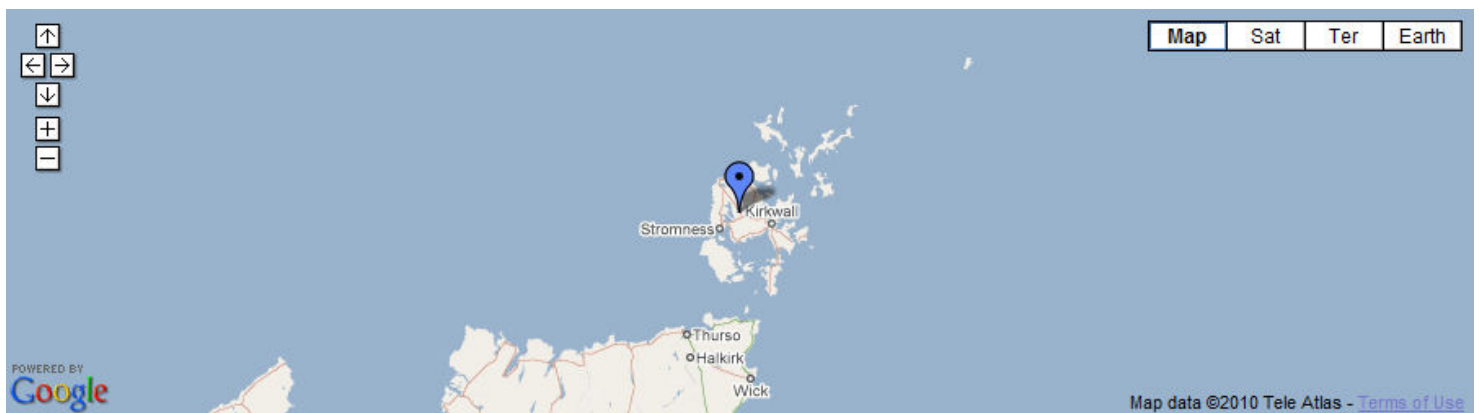 Map Sat Ter Earth
Kirkwall
Stromness
Thurso
Halkirk
Wick
POWERED BY
Google
Map data ©2010 Tele Atlas - Terms of Use